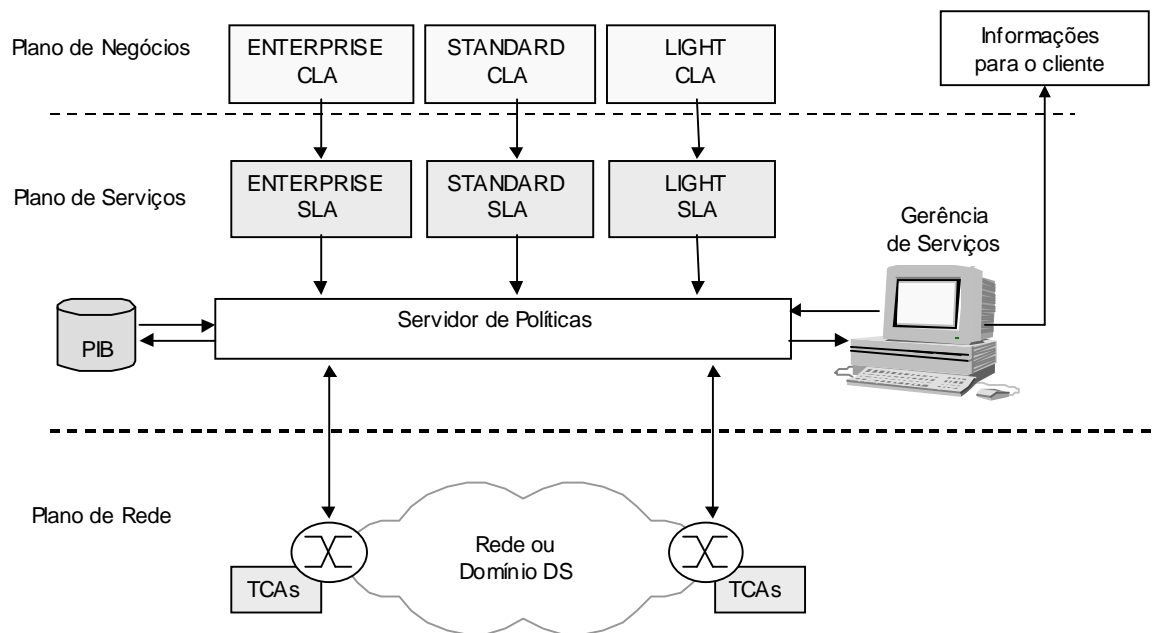 Plano de Negócios
ENTERPRISE
CLA
STANDARD
CLA
LIGHT
CLA
Informações
para o cliente
Plano de Serviços
ENTERPRISE
SLA
STANDARD
SLA
LIGHT
SLA
Gerência
de Serviços
PIB
Servidor de Políticas
Plano de Rede
Rede ou
Domínio DS
TCAs
TCAs